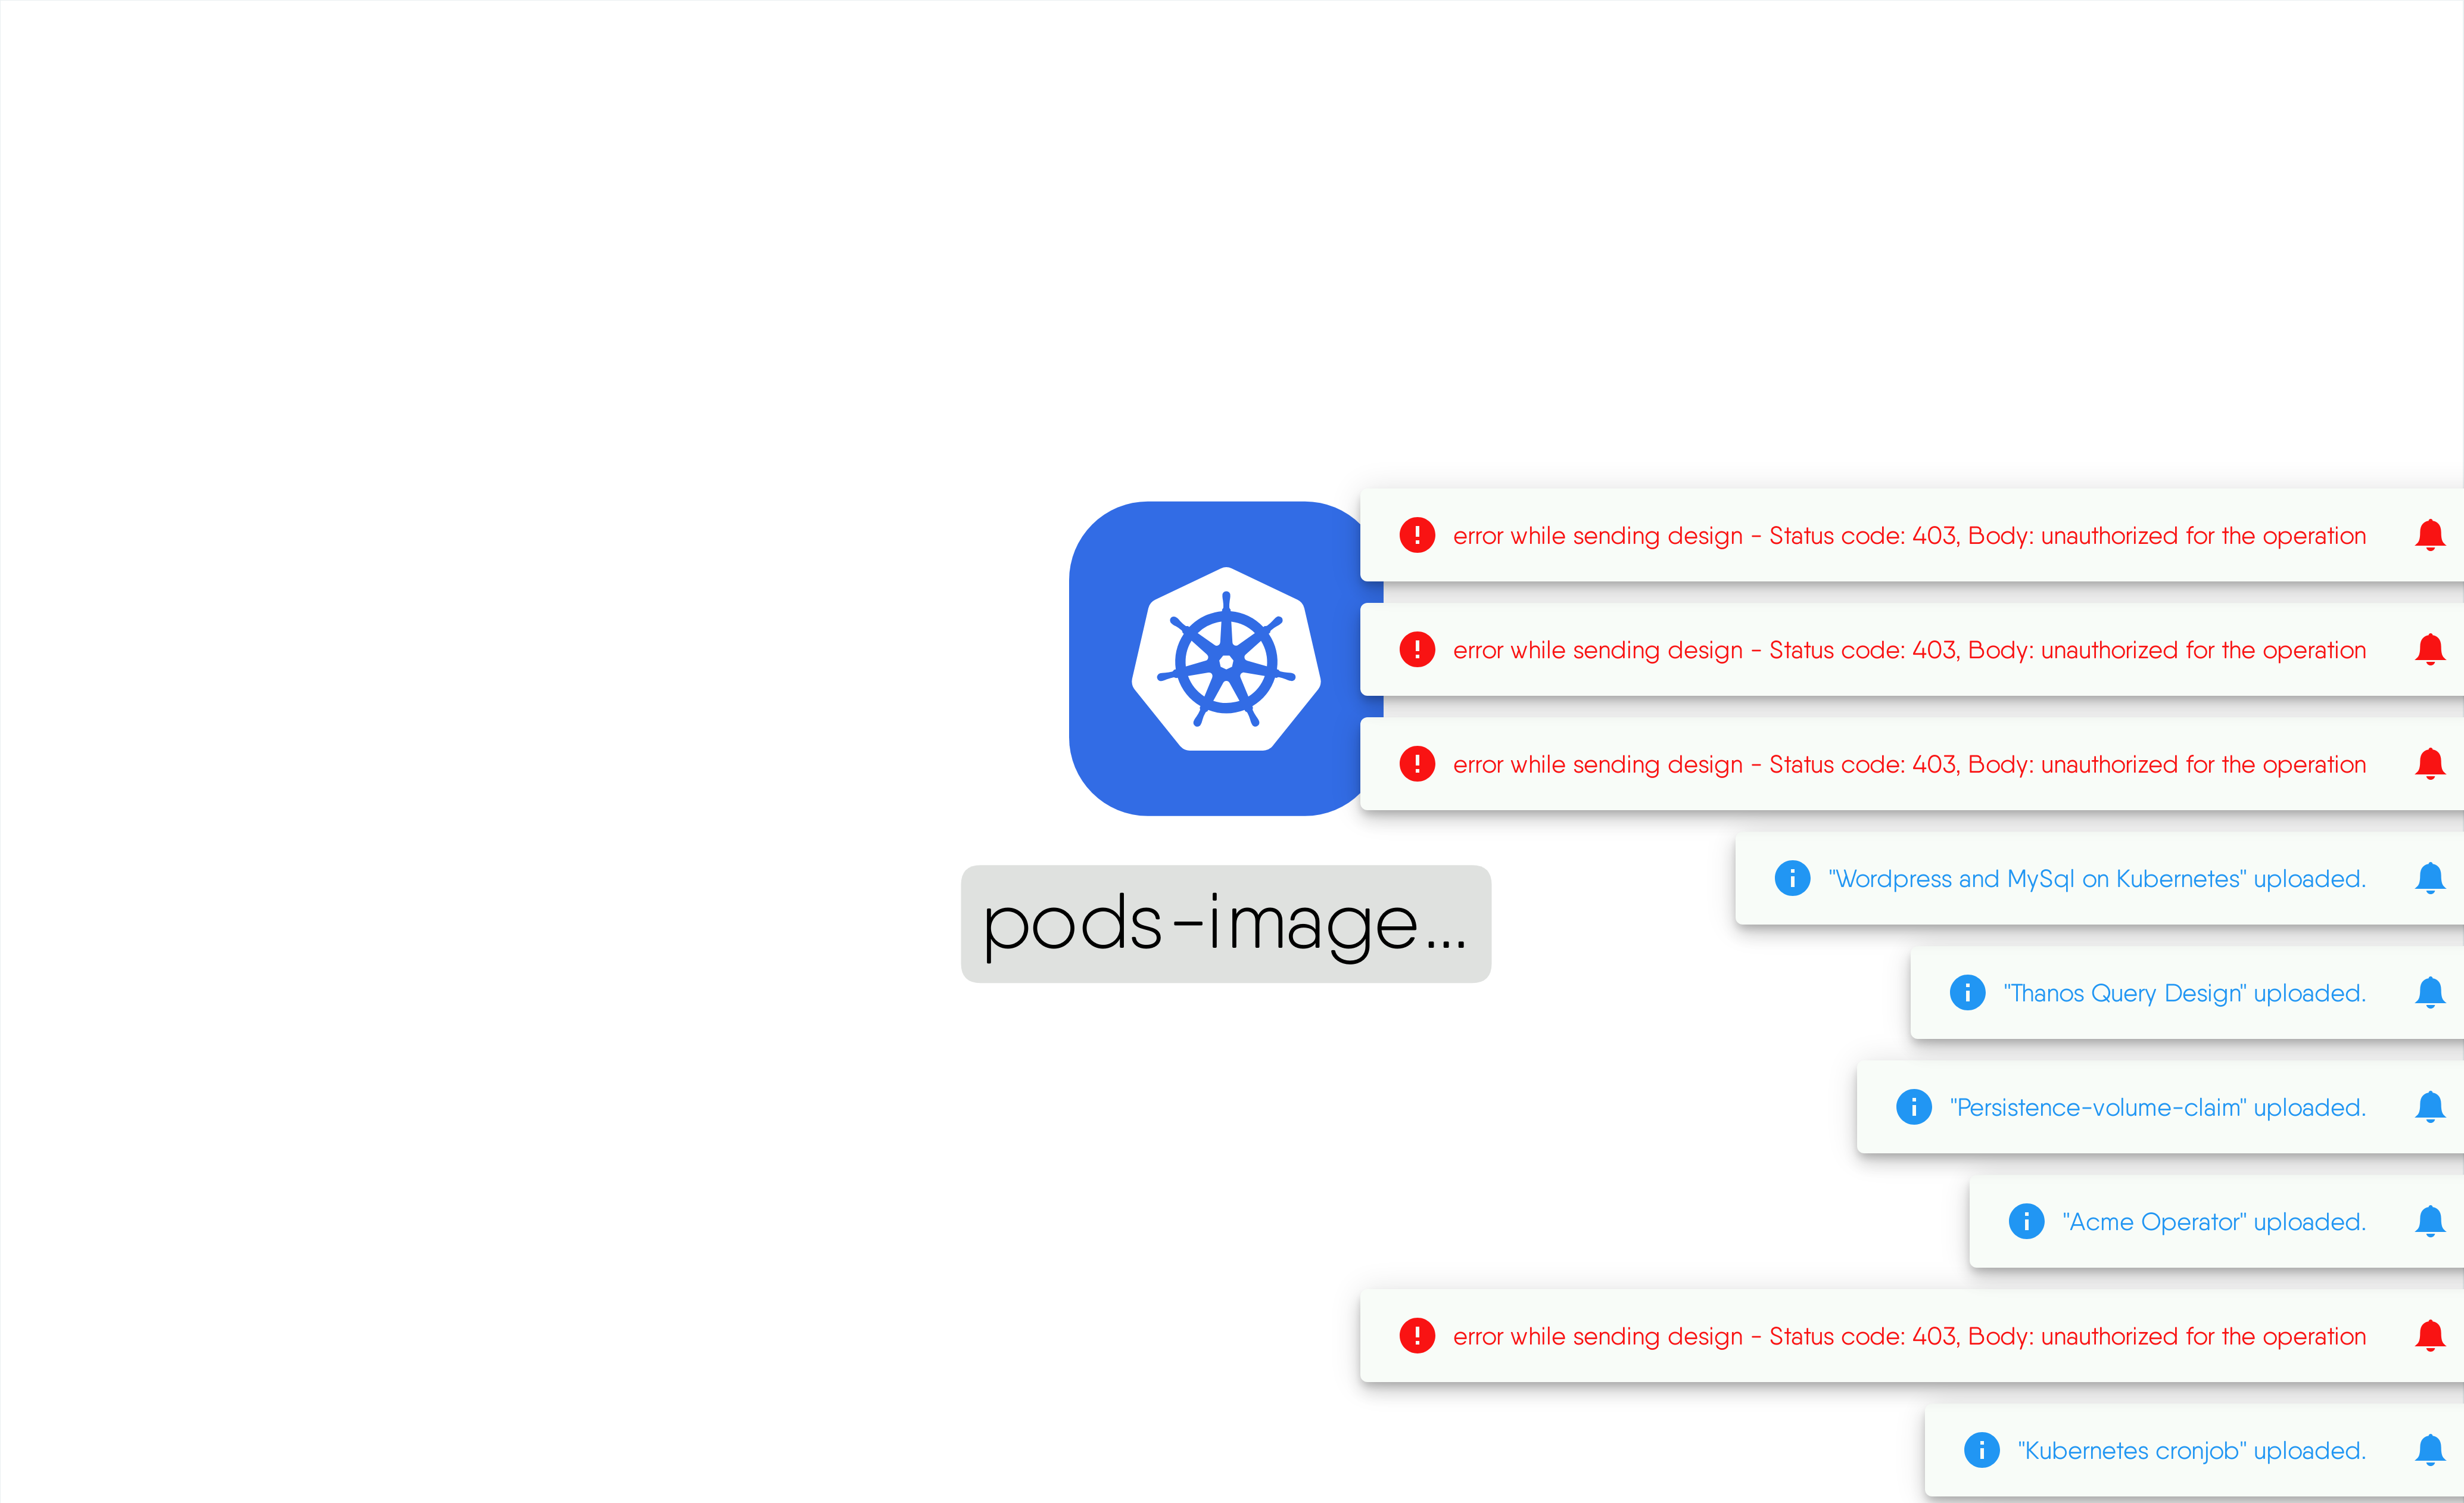 error while sending design - Status code: 403, Body: unauthorized for the operation
error while sending design - Status code: 403, Body: unauthorized for the operation
error while sending design - Status code: 403, Body: unauthorized for the operation
"Wordpress and MySql on Kubernetes" uploaded.
pods-image...
"Thanos Query Design" uploaded.
"Persistence-volume-claim" uploaded.
"Acme Operator" uploaded.
error while sending design - Status code: 403, Body: unauthorized for the operation
"Kubernetes cronjob" uploaded.